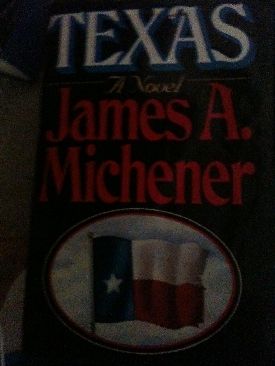 TEXAS
A Novel
James A.
Michener